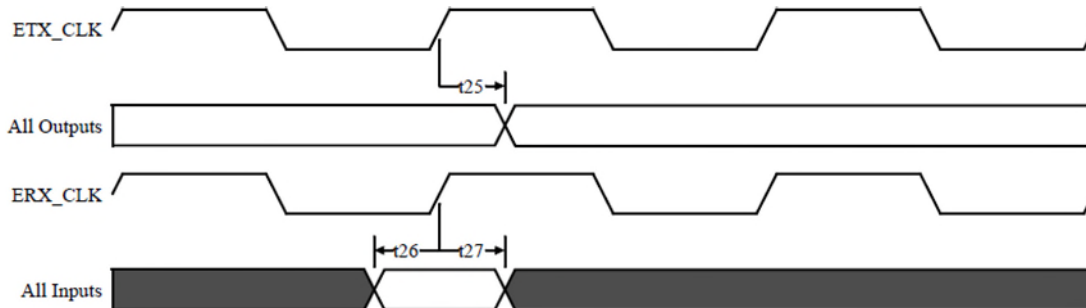 ETX_CLK
t25
All Outputs
ERX_CLK
t26 t27
All Inputs